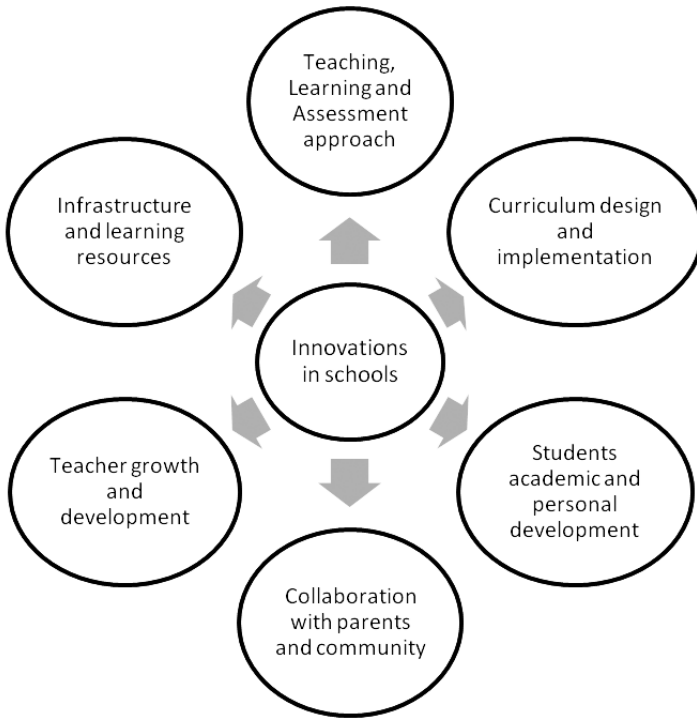 Teaching,
Learning and
Assessment
approach
Infrastructure
and learning
resources
Curriculum design
and
implementation
Innovations
in schools
Teacher growth
and
development
Students
academic and
personal
development
Collaboration
with parents
and community